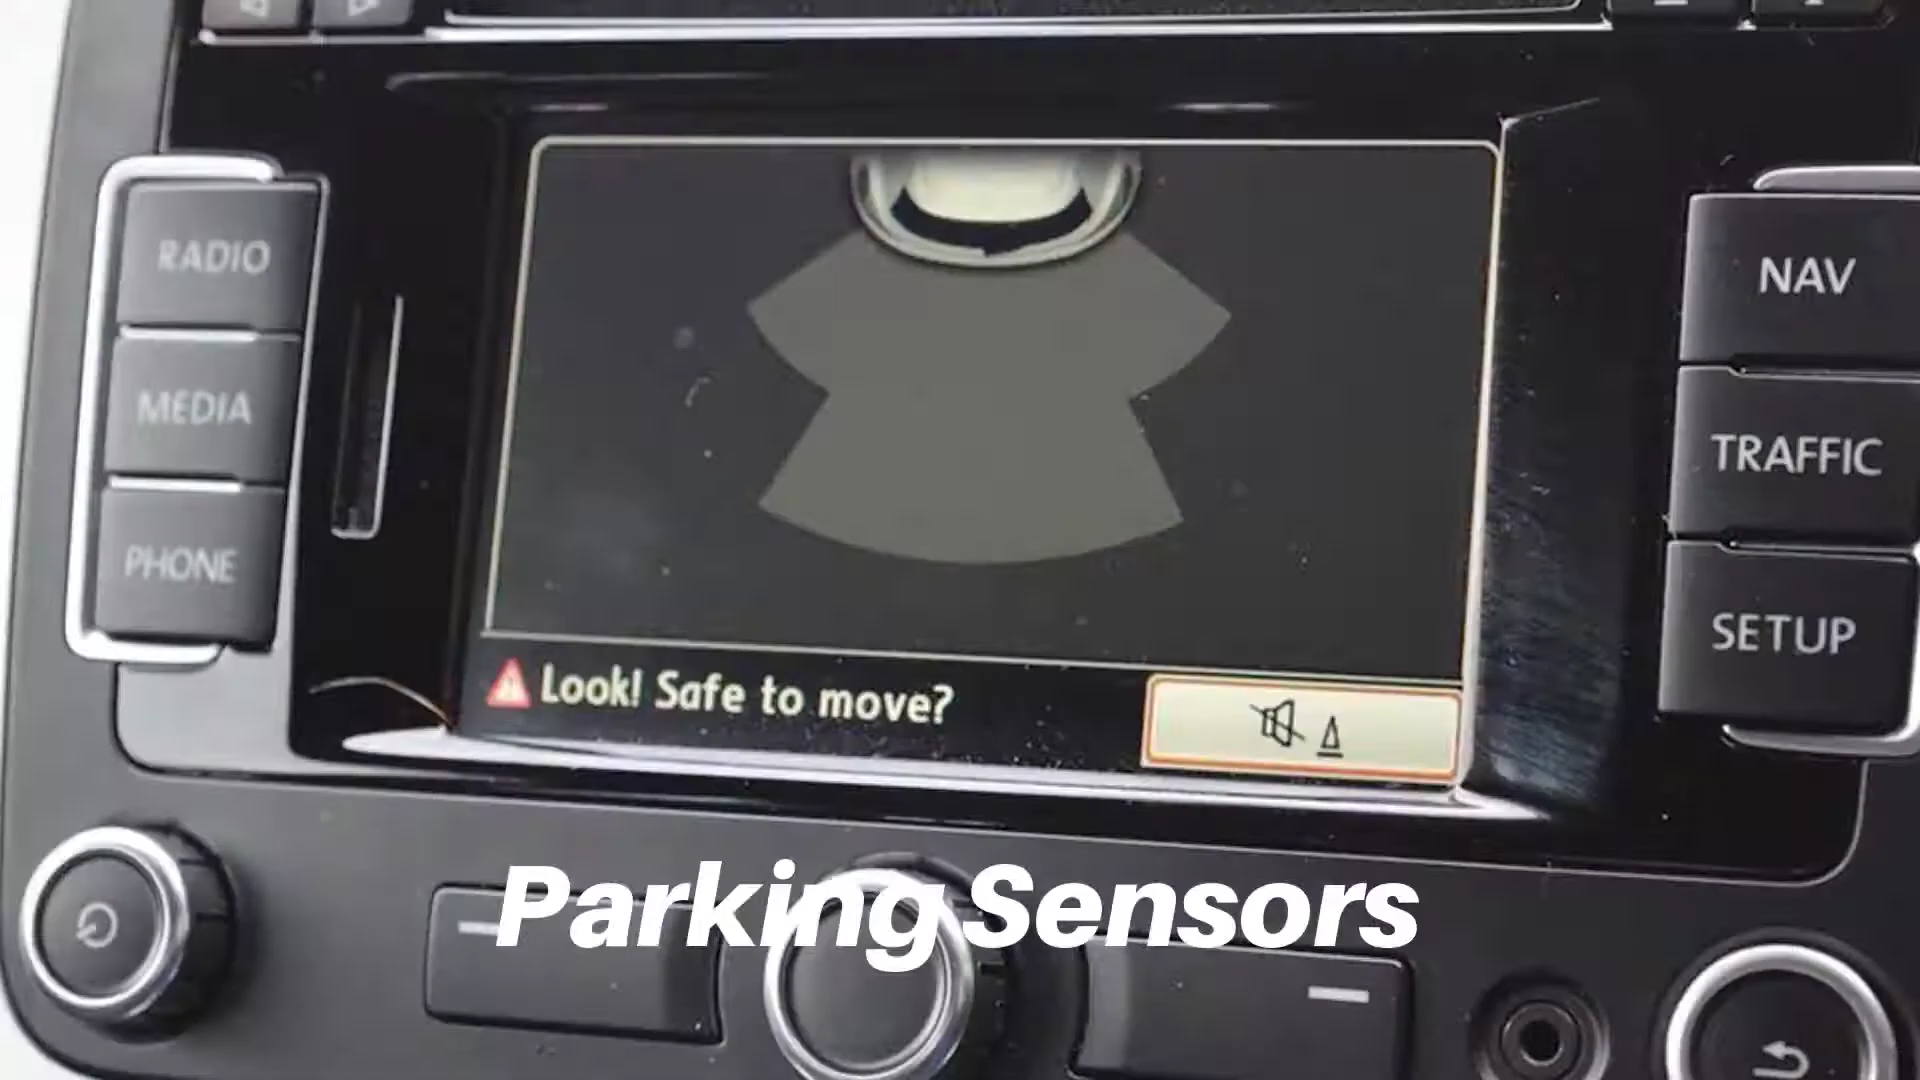 RADIO
MEDIA
PHONE
NAV
TRAFFIC
SETUP
Look! Safe to move?
Parking Sensors